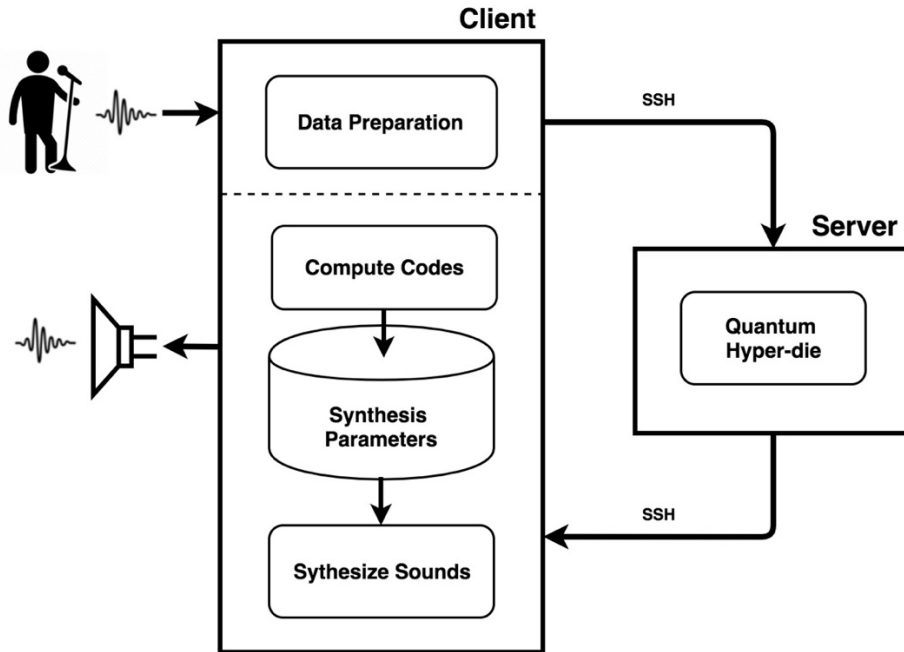 Client
Data Preparation
SSH
Server
Compute Codes
Quantum
Hyper-die
Synthesis
Parameters
SSH
Sythesize Sounds